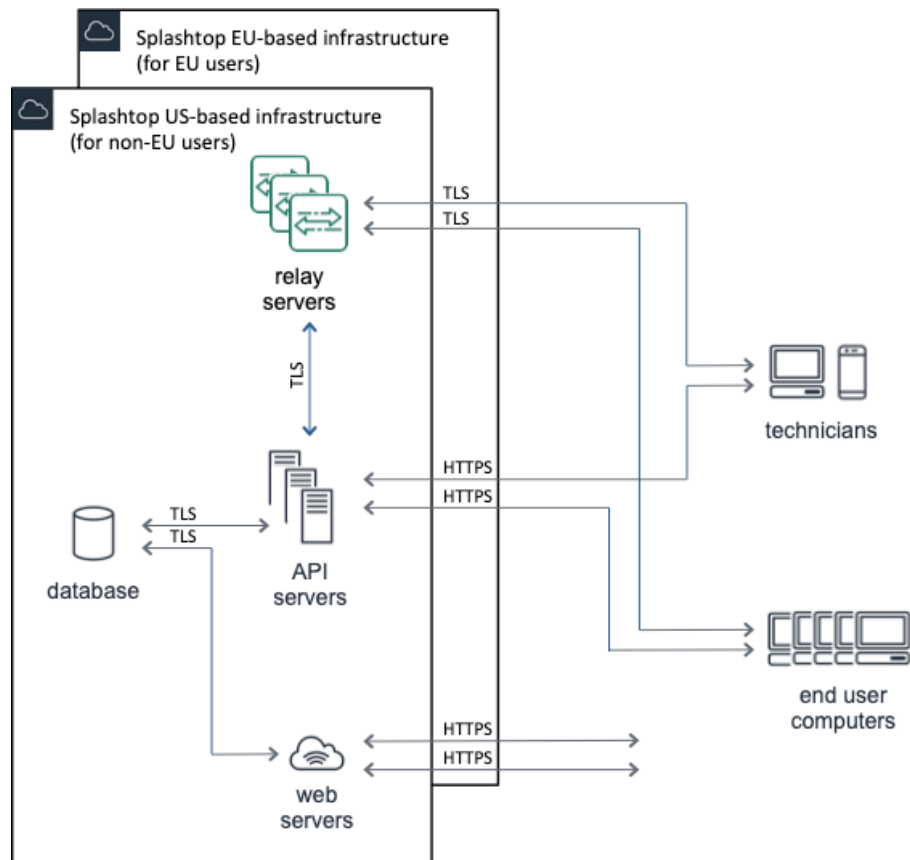 Splashtop EU-based infrastructure
(for EU users)
Splashtop US-based infrastructure
(for non-EU users)
TLS
TLS
relay
servers
TLS
technicians
HTTPS
HTTPS
TLS
TLS
database
API
servers
end user
computers
HTTPS
HTTPS
web
servers